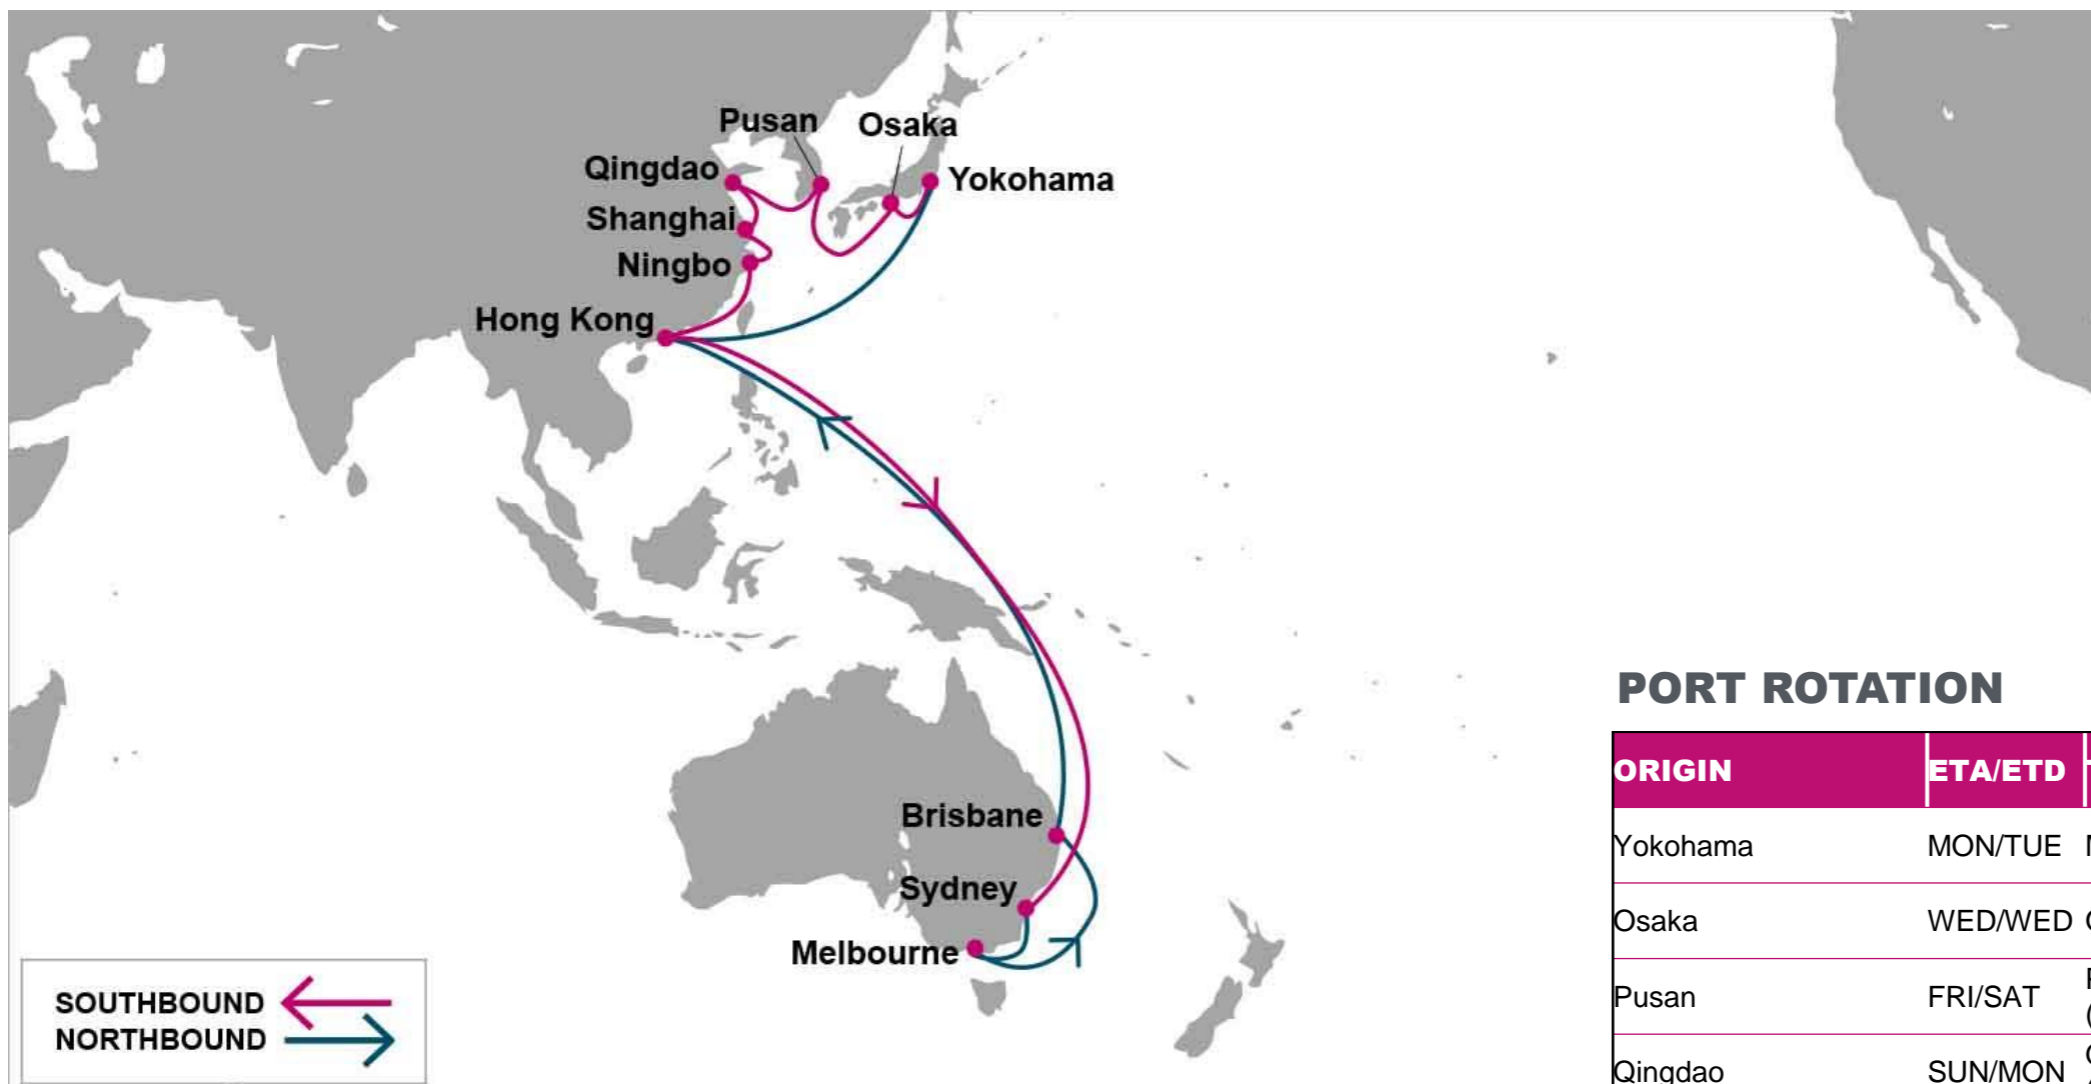 Pusan
Osaka
Qingdao
Yokohama
Shanghai
Ningbo
Hong Kong
Brisbane
Sydney
Melbourne
SOUTHBOUND
NORTHBOUND
PORT ROTATION
ORIGIN ETA/ETD
Yokohama MON/TUE
Osaka WED/WED
Pusan FRI/SAT
Qingdao SUN/MON